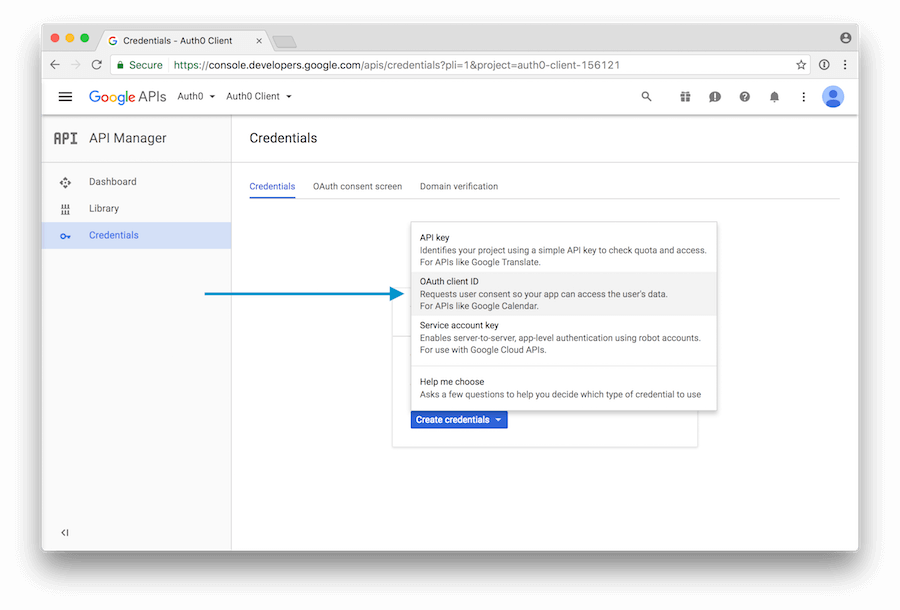 Credentials - Auth0 Client
Secure https://console.developers.google.com/apis/credentials?pli=1&project=auth0-client-156121
Google APIs Auth0 Auth0 Client
API API Manager
Credentials
Dashboard
Library
Credentials
Credentials OAuth consent screen Domain verification
API key
Identifies your project using a simple API key to check quota and access.
For APIs like Google Translate.
OAuth client ID
Requests user consent so your app can access the user's data.
For APIs like Google Calendar.
Service account key
Enables server-to-server, app-level authentication using robot accounts.
For use with Google Cloud APIs.
Help me choose
Asks a few questions to help you decide which type of credential to use
Create credentials